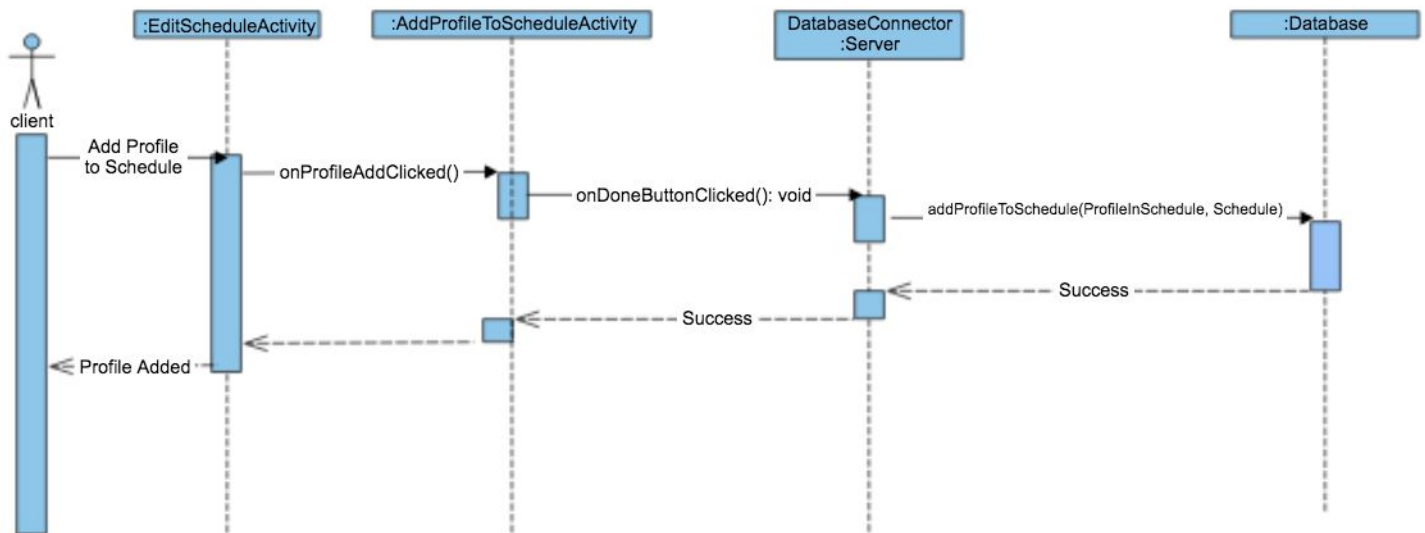 :EditScheduleActivity
:AddProfileToScheduleActivity
DatabaseConnector
:Server
:Database
client
Add Profile
to Schedule
onProfileAddClicked()
onDoneButtonClicked(): void
addProfileToSchedule(ProfileInSchedule, Schedule)
Success
Success
Profile Added